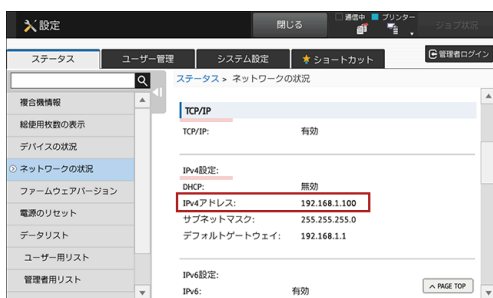 設定
閉じる
通信中
プリンター
ジョブ状況
ステータス
ユーザー管理
システム設定
ショートカット
管理者ログイン
ステータス > ネットワークの状況
複合機情報
総使用枚数の表示
デバイスの状況
ネットワークの状況
ファームウェアバージョン
電源のリセット
データリスト
ユーザー用リスト
管理者用リスト
TCP/IP
TCP/IP: 有効
IPv4設定:
DHCP: 無効
IPv4アドレス: 192.168.1.100
サブネットマスク: 255.255.255.0
デフォルトゲートウェイ: 192.168.1.1
IPv6設定:
IPv6: 有効
PAGE TOP